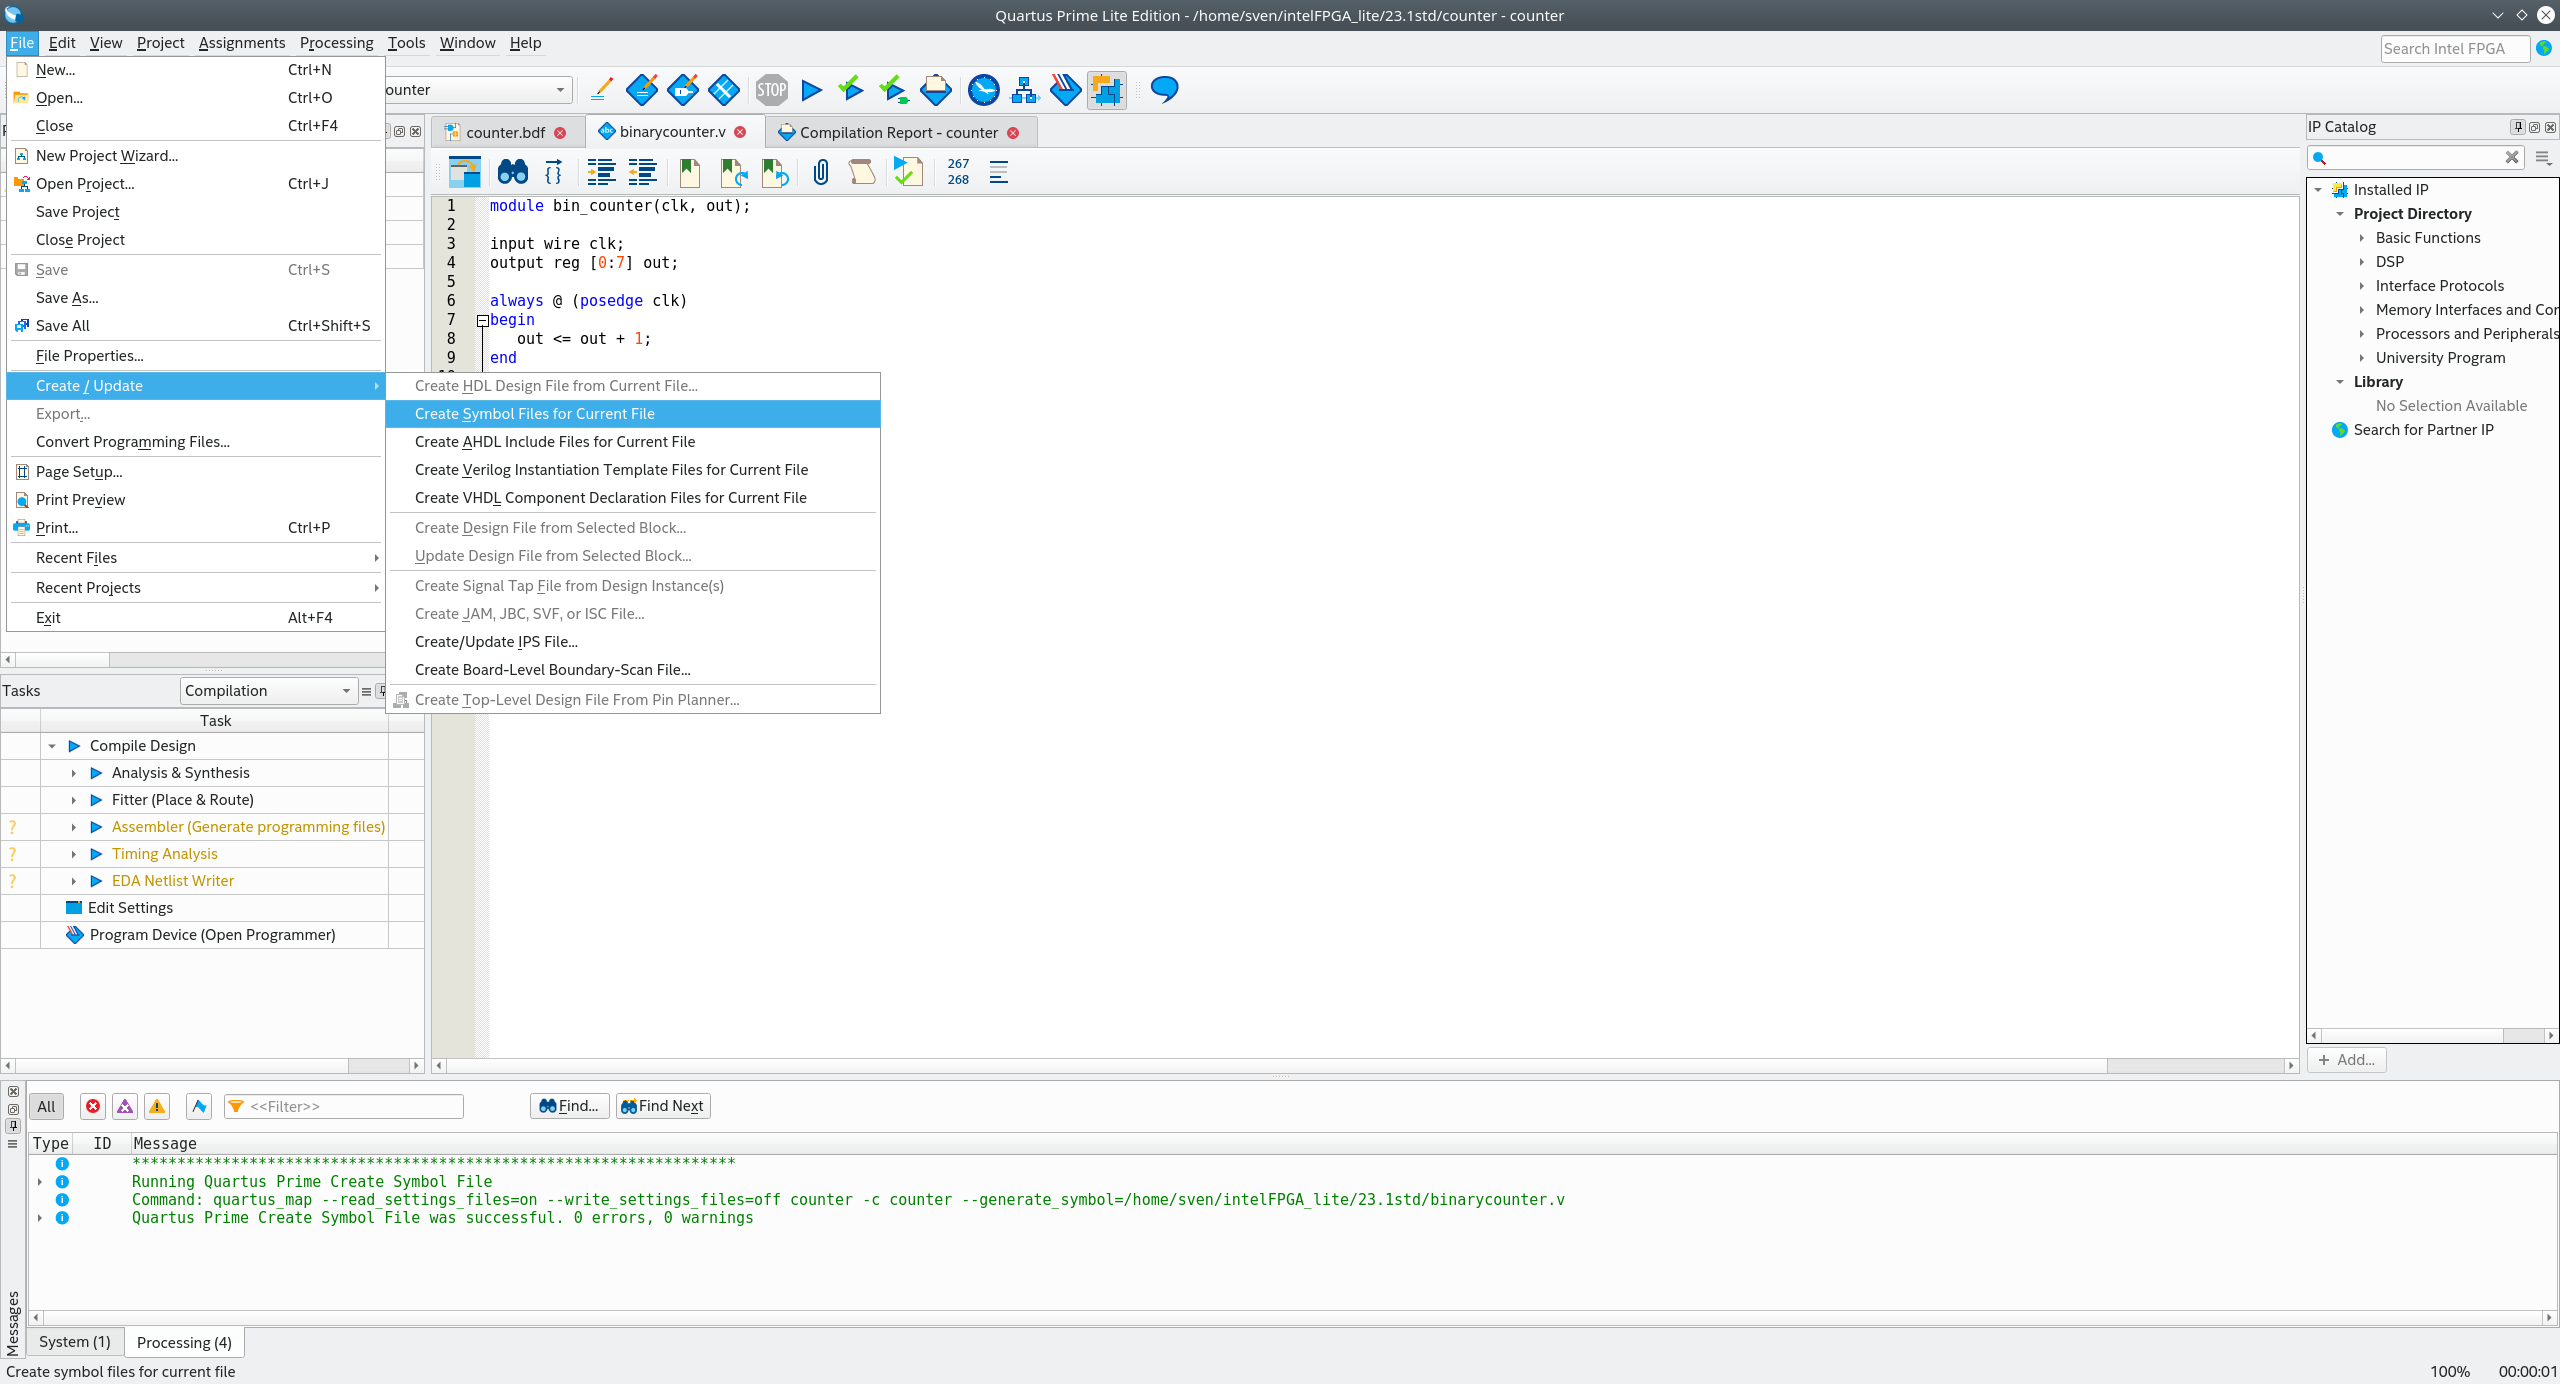 Quartus Prime Lite Edition - /home/sven/intelFPGA_lite/23.1std/counter - counter
File Edit View Project Assignments Processing Tools Window Help
Search Intel FPGA
New... Ctrl+N
Open... Ctrl+O
Close Ctrl+F4
New Project Wizard...
Open Project... Ctrl+J
Save Project
Close Project
Save Ctrl+S
Save As...
Save All Ctrl+Shift+S
File Properties...
Create / Update
Export...
Convert Programming Files...
Page Setup...
Print Preview
Print... Ctrl+P
Recent Files
Recent Projects
Exit Alt+F4
Create HDL Design File from Current File...
Create Symbol Files for Current File
Create AHDL Include Files for Current File
Create Verilog Instantiation Template Files for Current File
Create VHDL Component Declaration Files for Current File
Create Design File from Selected Block...
Update Design File from Selected Block...
Create Signal Tap File from Design Instance(s)
Create JAM, JBC, SVF, or ISC File...
Create/Update IPS File...
Create Board-Level Boundary-Scan File...
Create Top-Level Design File From Pin Planner...
ounter
STOP
counter.bdf
abc binarycounter.v
Compilation Report - counter
267
268
1 module bin_counter(clk, out);
2
3 input wire clk;
4 output reg [0:7] out;
5
6 always @ (posedge clk)
7 begin
8 out <= out + 1;
9 end
IP Catalog
Installed IP
Project Directory
Basic Functions
DSP
Interface Protocols
Memory Interfaces and Cor
Processors and Peripherals
University Program
Library
No Selection Available
Search for Partner IP
+ Add...
Tasks Compilation
Task
Compile Design
Analysis & Synthesis
Fitter (Place & Route)
? Assembler (Generate programming files)
? Timing Analysis
? EDA Netlist Writer
Edit Settings
Program Device (Open Programmer)
All <<Filter>> Find... Find Next
Type ID Message
*******************************************************************
Running Quartus Prime Create Symbol File
Command: quartus_map --read_settings_files=on --write_settings_files=off counter -c counter --generate_symbol=/home/sven/intelFPGA_lite/23.1std/binarycounter.v
Quartus Prime Create Symbol File was successful. 0 errors, 0 warnings
Messages
System (1) Processing (4)
Create symbol files for current file
100% 00:00:01